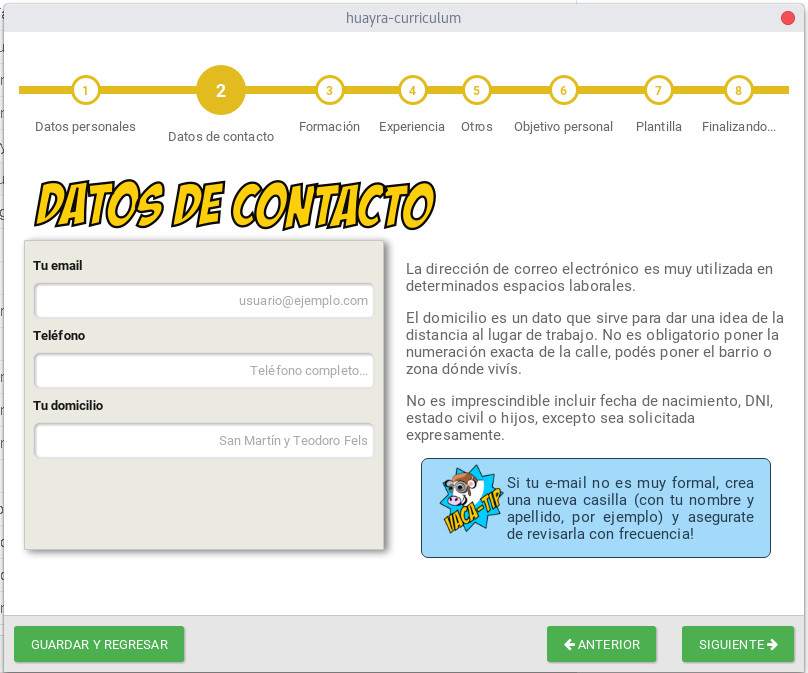 huayra-curriculum
1 2 3 4 5 6 7 8
Datos personales Datos de contacto Formación Experiencia Otros Objetivo personal Plantilla Finalizando...
DATOS DE CONTACTO
Tu email
usuario@ejemplo.com
Teléfono
Teléfono completo...
Tu domicilio
San Martín y Teodoro Fels
La dirección de correo electrónico es muy utilizada en
determinados espacios laborales.
El domicilio es un dato que sirve para dar una idea de la
distancia al lugar de trabajo. No es obligatorio poner la
numeración exacta de la calle, podés poner el barrio o
zona dónde vivís.
No es imprescindible incluir fecha de nacimiento, DNI,
estado civil o hijos, excepto sea solicitada
expresamente.
VACA-TIP
Si tu e-mail no es muy formal, crea
una nueva casilla (con tu nombre y
apellido, por ejemplo) y asegurate
de revisarla con frecuencia!
GUARDAR Y REGRESAR
ANTERIOR
SIGUIENTE